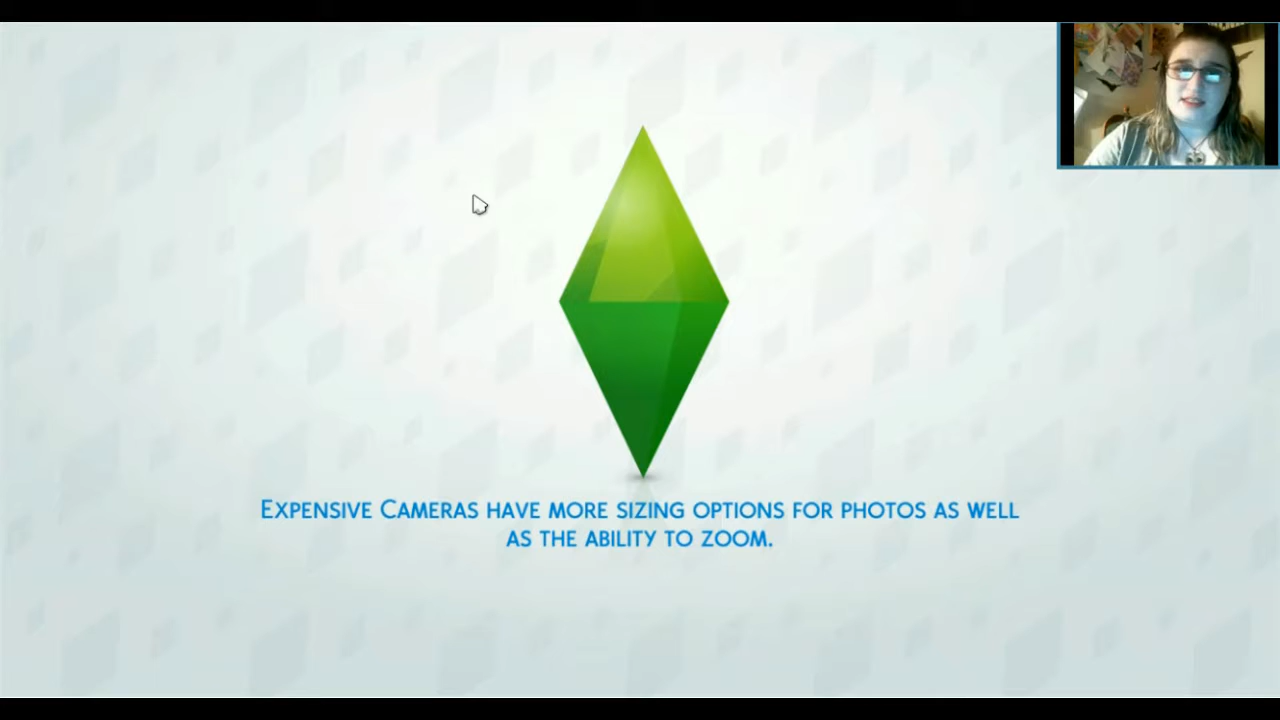 Expensive Cameras have more sizing options for photos as well
as the ability to zoom.